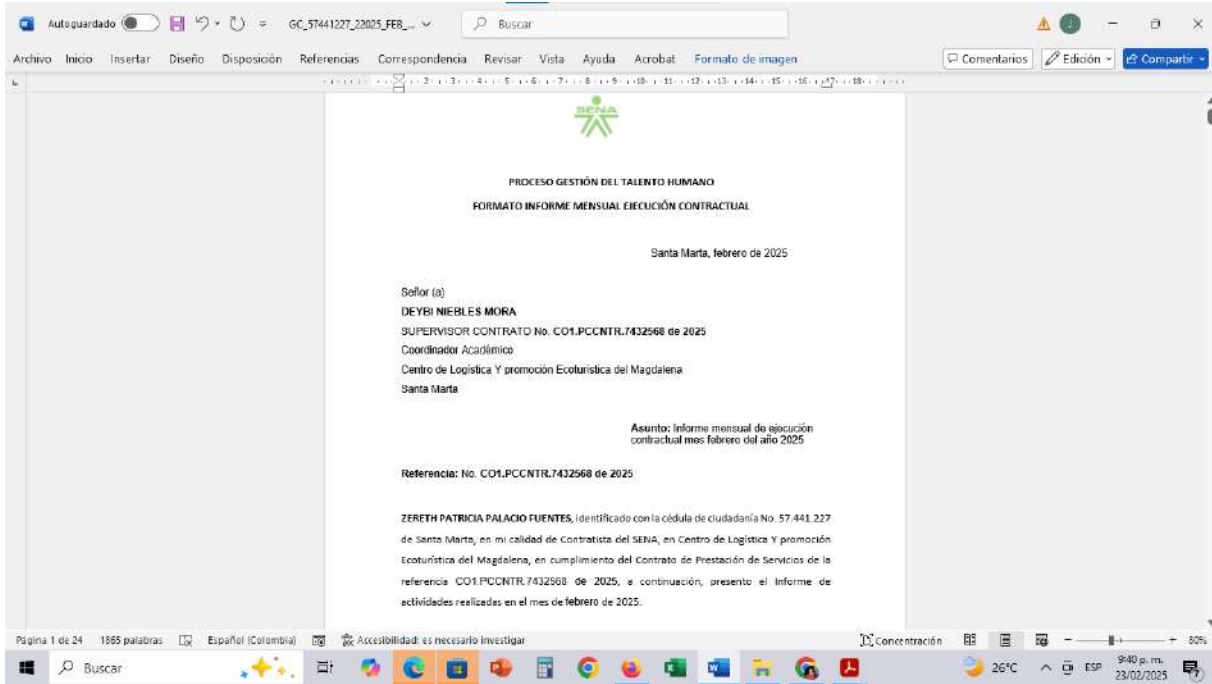 Autoguardado
GC_57441227_22025_FEB_...
Buscar
Archivo Inicio Insertar Diseño Disposición Referencias Correspondencia Revisar Vista Ayuda Acrobat Formato de imagen
Comentarios
Edición
Compartir
SENA
PROCESO GESTIÓN DEL TALENTO HUMANO
FORMATO INFORME MENSUAL EJECUCIÓN CONTRACTUAL
Santa Marta, febrero de 2025
Señor (a)
DEYBI NIEBLES MORA
SUPERVISOR CONTRATO No. CO1.PCCNTR.7432568 de 2025
Coordinador Académico
Centro de Logística Y promoción Ecoturística del Magdalena
Santa Marta
Asunto: Informe mensual de ejecución
contractual mes febrero del año 2025
Referencia: No. CO1.PCCNTR.7432568 de 2025
ZERETH PATRICIA PALACIO FUENTES, identificado con la cédula de ciudadanía No. 57.441.227
de Santa Marta, en mi calidad de Contratista del SENA, en Centro de Logística Y promoción
Ecoturística del Magdalena, en cumplimiento del Contrato de Prestación de Servicios de la
referencia CO1.PCCNTR.7432568 de 2025, a continuación, presento el Informe de
actividades realizadas en el mes de febrero de 2025.
Página 1 de 24 1865 palabras Español (Colombia) Accesibilidad: es necesario investigar
Concentración
80%
Buscar
26°C
ESP
9:40 p. m.
23/02/2025